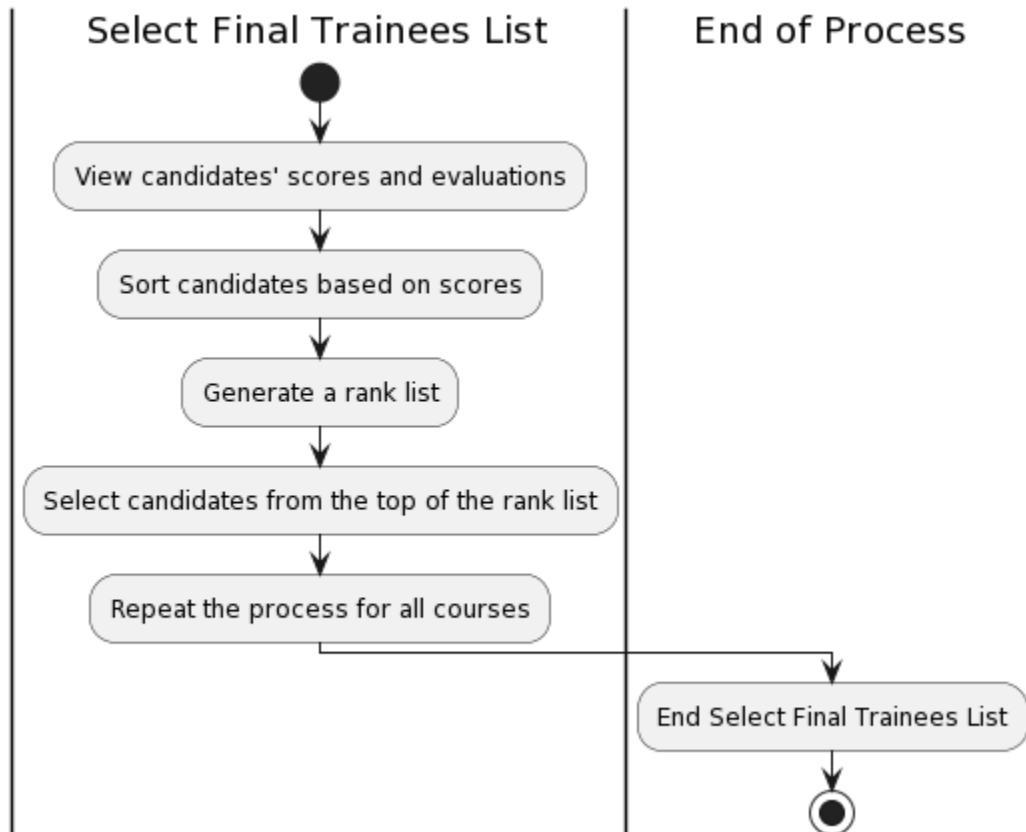 Select Final Trainees List
End of Process
View candidates' scores and evaluations
Sort candidates based on scores
Generate a rank list
Select candidates from the top of the rank list
Repeat the process for all courses
End Select Final Trainees List